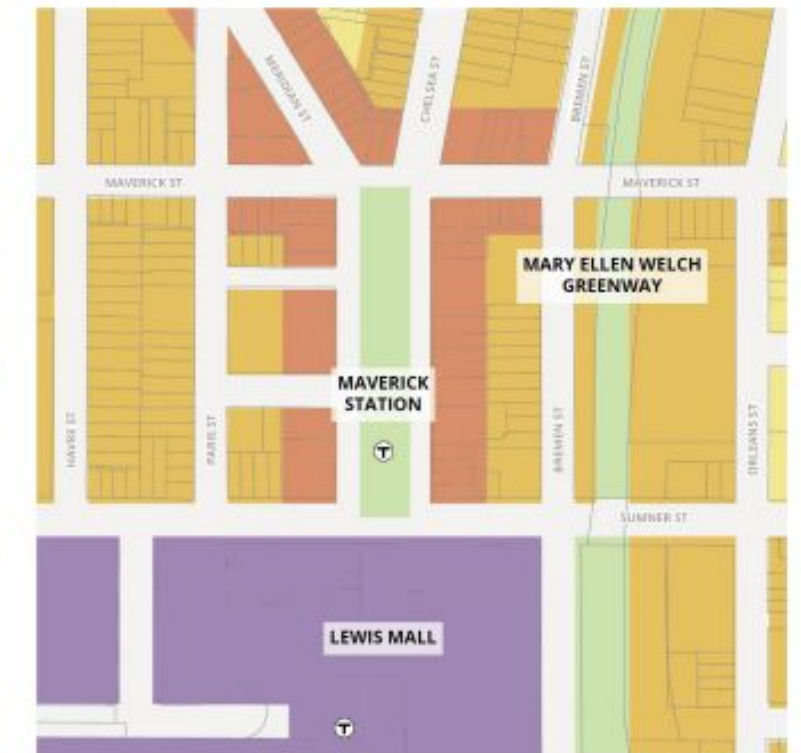 MERIDIAN ST
CHELSEA ST
BREMEN ST
MAVERICK ST
MAVERICK ST
MARY ELLEN WELCH
GREENWAY
MAVERICK
STATION
HAVRE ST
PARIS ST
BREMEN ST
ORLEANS ST
T
SUMNER ST
LEWIS MALL
T